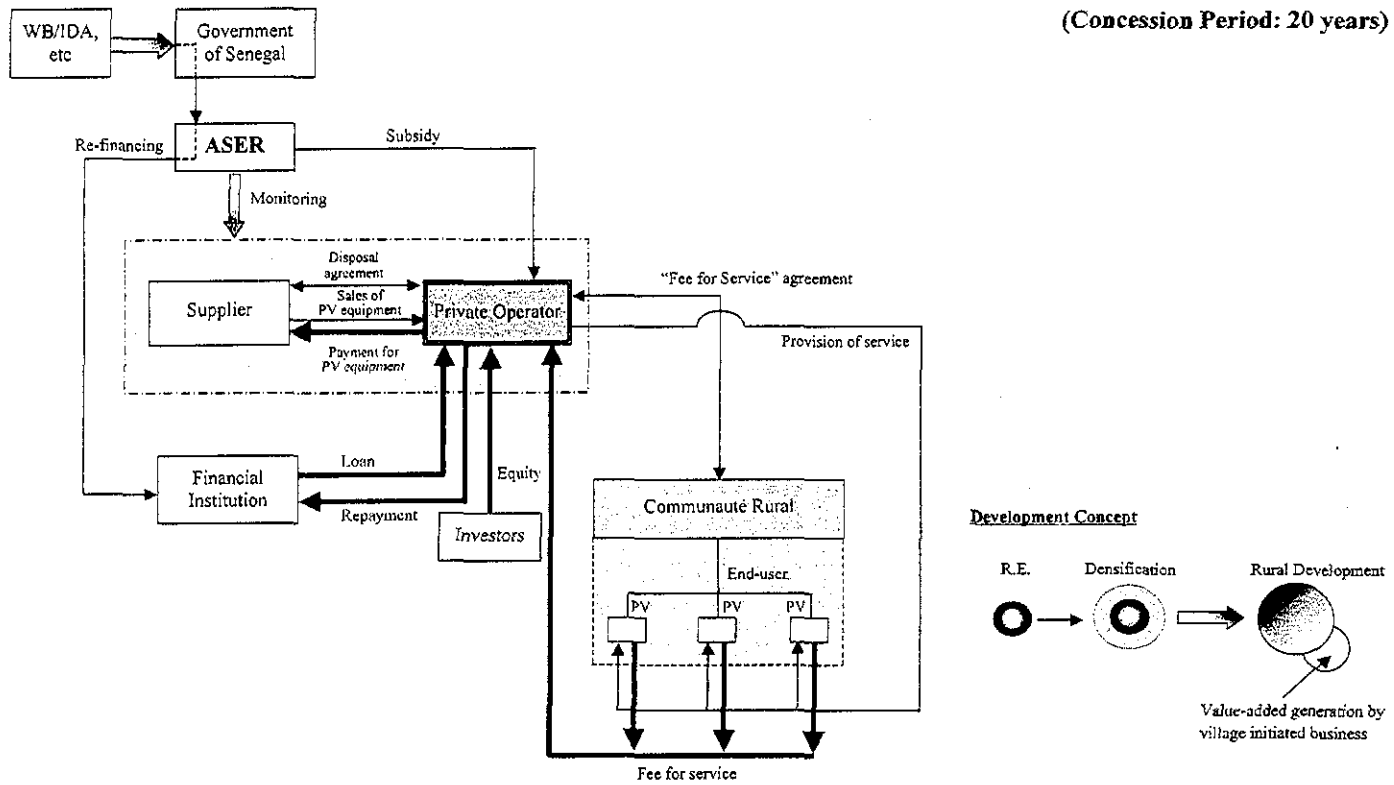 (Concession Period: 20 years)
WB/IDA,
etc
Government
of Senegal
Re-financing
ASER
Subsidy
Monitoring
Disposal
agreement
Supplier
Sales of
PV equipment
Private Operator
Payment for
PV equipment
"Fee for Service" agreement
Provision of service
Financial
Institution
Loan
Repayment
Equity
Investors
Communauté Rural
End-user
PV
PV
PV
Fee for service
Development Concept
R.E.
Densification
Rural Development
Value-added generation by
village initiated business